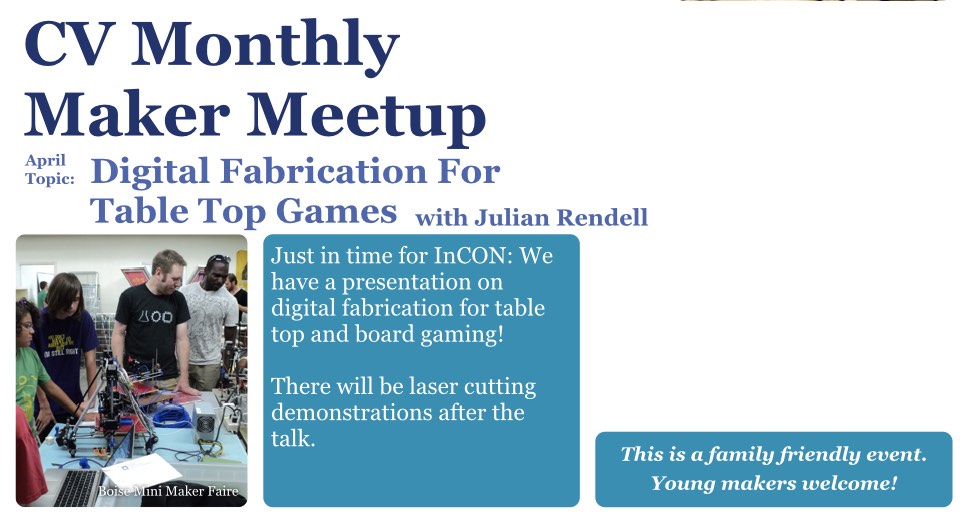 CV Monthly
Maker Meetup
April
Topic:
Digital Fabrication For
Table Top Games with Julian Rendell
Just in time for InCON: We
have a presentation on
digital fabrication for table
top and board gaming!
There will be laser cutting
demonstrations after the
talk.
Boise Mini Maker Faire
This is a family friendly event.
Young makers welcome!